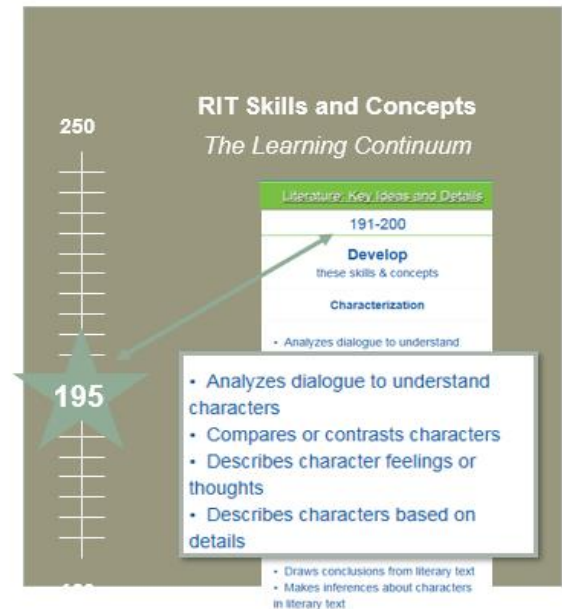 RIT Skills and Concepts
The Learning Continuum
250
195
Literature: Key Ideas and Details
191-200
Develop
these skills & concepts
Characterization
• Analyzes dialogue to understand
• Analyzes dialogue to understand
characters
• Compares or contrasts characters
• Describes character feelings or
thoughts
• Describes characters based on
details
• Draws conclusions from literary text
• Makes inferences about characters
in literary text